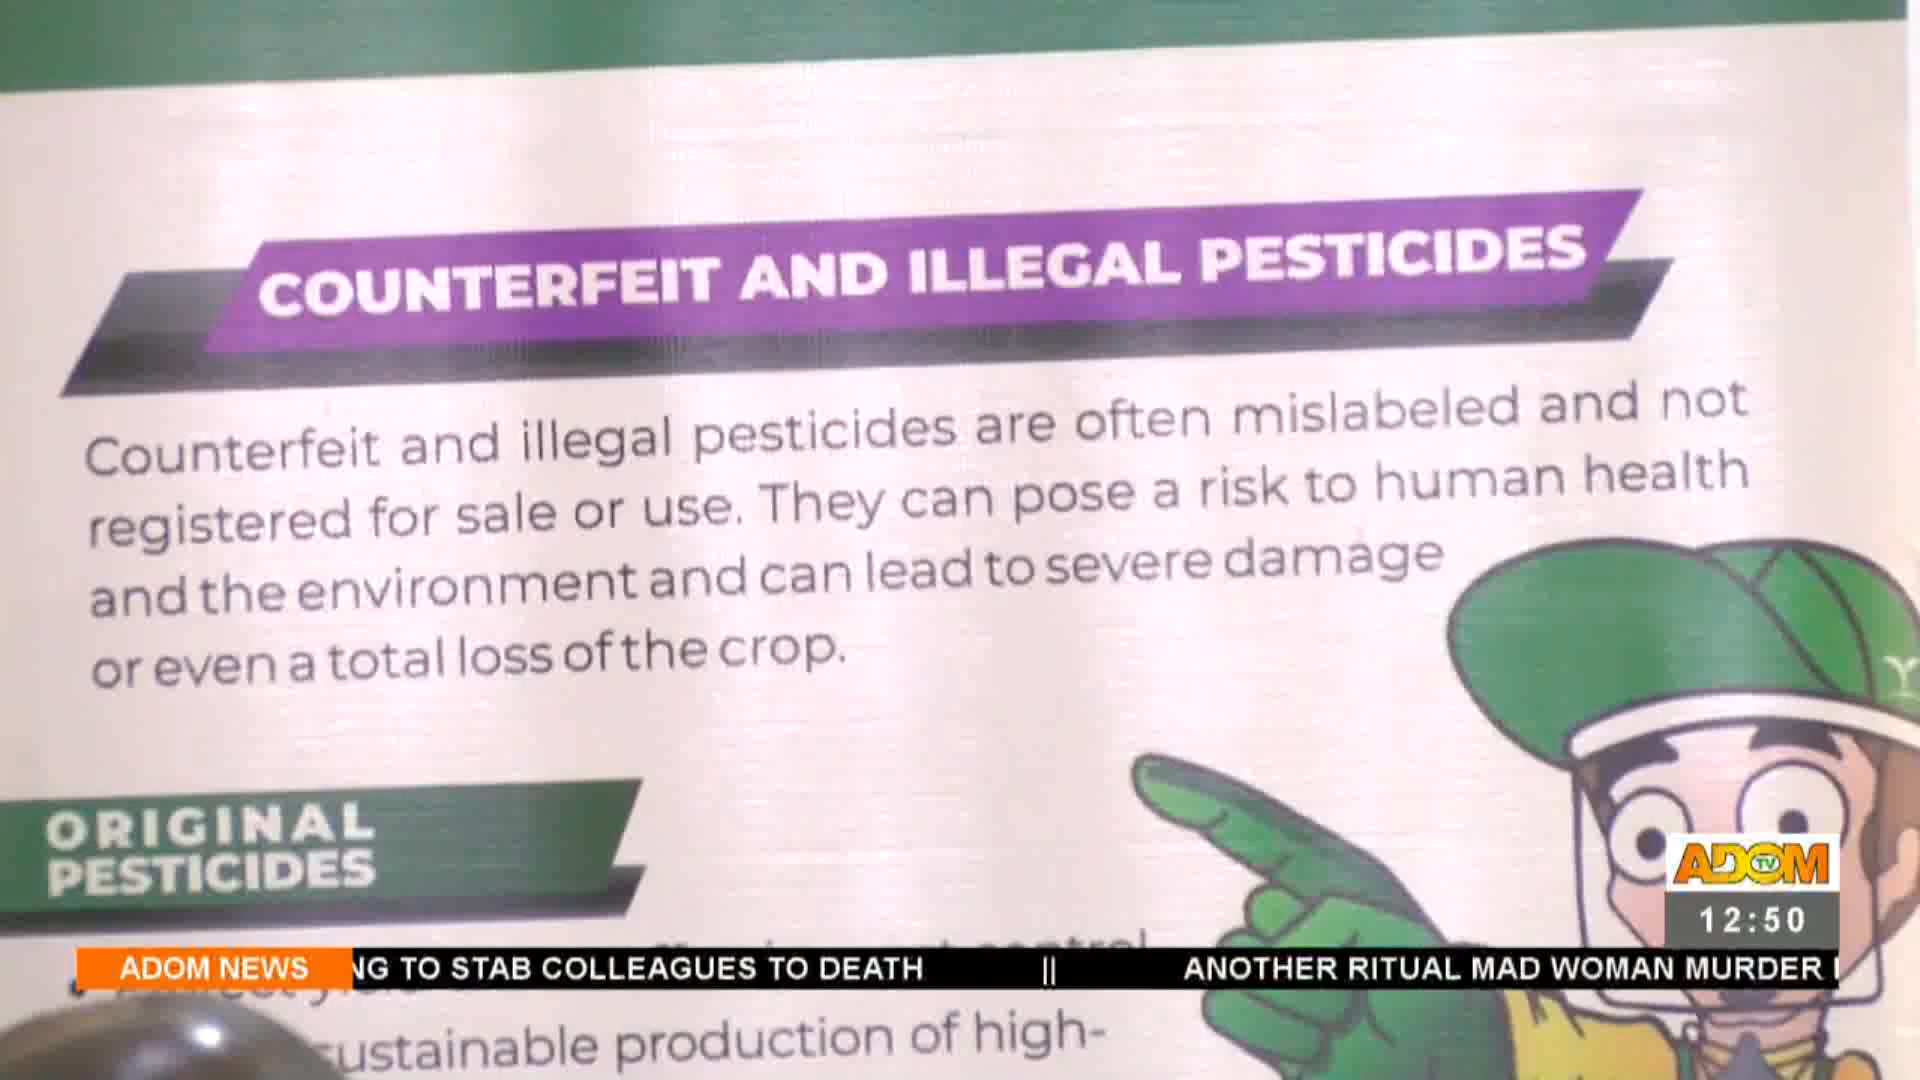 COUNTERFEIT AND ILLEGAL PESTICIDES
Counterfeit and illegal pesticides are often mislabeled and not
registered for sale or use. They can pose a risk to human health
and the environment and can lead to severe damage
or even a total loss of the crop.
ORIGINAL
PESTICIDES
sustainable production of high-
ADOM TV
12:50
ADOM NEWS
NG TO STAB COLLEAGUES TO DEATH || ANOTHER RITUAL MAD WOMAN MURDER